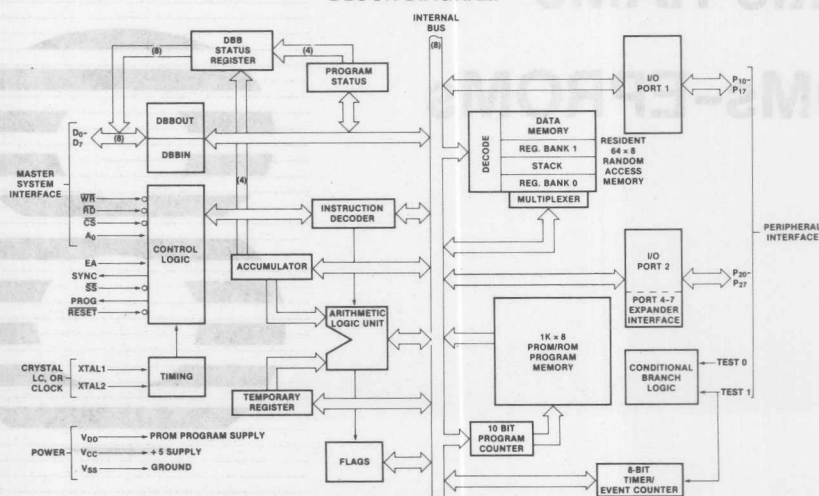 BLOCK DIAGRAM
INTERNAL
BUS
(8)
DBB
STATUS
REGISTER
(8)
(4)
PROGRAM
STATUS
I/O
PORT 1
P10-
P17
D0-
D7
(8)
DBBOUT
DBBIN
DECODE
DATA
MEMORY
REG. BANK 1
STACK
REG. BANK 0
MULTIPLEXER
RESIDENT
64 × 8
RANDOM
ACCESS
MEMORY
MASTER
SYSTEM
INTERFACE
(4)
WR
RD
CS
A0
EA
SYNC
SS
PROG
RESET
CONTROL
LOGIC
INSTRUCTION
DECODER
PERIPHERAL
INTERFACE
ACCUMULATOR
I/O
PORT 2
PORT 4-7
EXPANDER
INTERFACE
P20-
P27
ARITHMETIC
LOGIC UNIT
1K × 8
PROM/ROM
PROGRAM
MEMORY
CRYSTAL
LC, OR
CLOCK
XTAL1
XTAL2
TIMING
CONDITIONAL
BRANCH
LOGIC
TEST 0
TEST 1
TEMPORARY
REGISTER
10 BIT
PROGRAM
COUNTER
POWER
VDD
PROM PROGRAM SUPPLY
VCC
+ 5 SUPPLY
VSS
GROUND
FLAGS
8-BIT
TIMER/
EVENT COUNTER